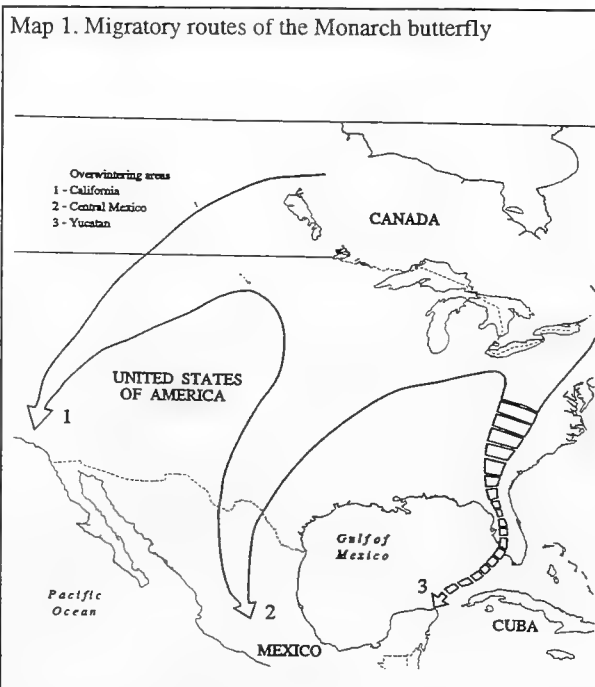 Map 1. Migratory routes of the Monarch butterfly
Overwintering areas
1 - California
2 - Central Mexico
3 - Yucatan
CANADA
UNITED STATES
OF AMERICA
1
Gulf of
Mexico
Pacific
Ocean
3
2
CUBA
MEXICO